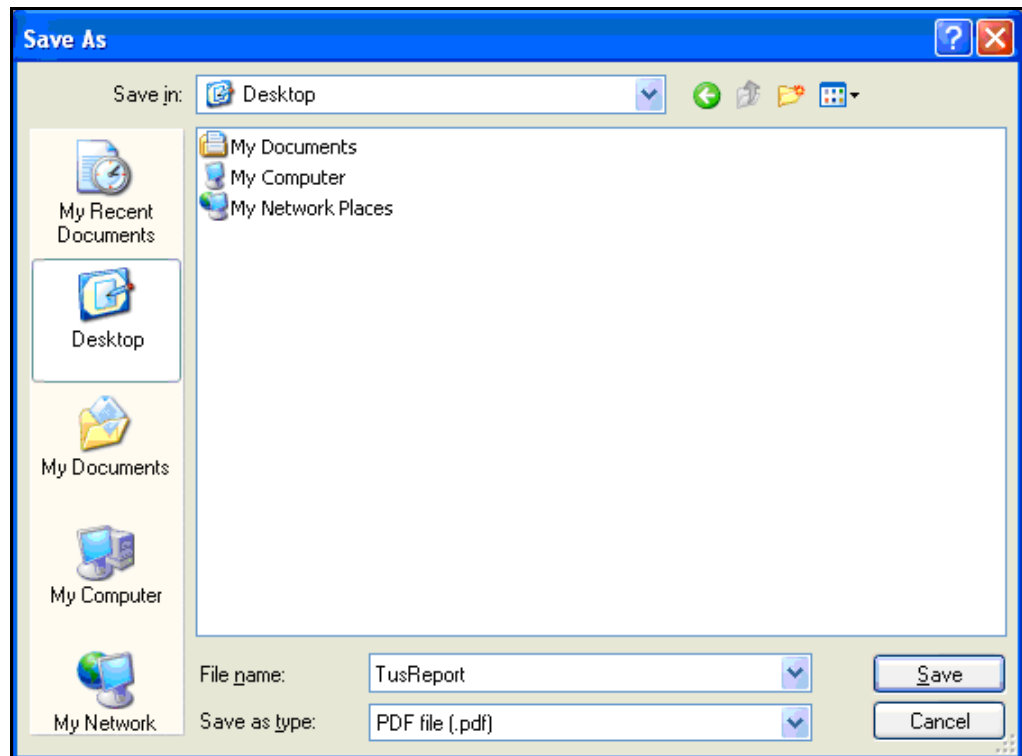 Save As
Save in:
Desktop
My Documents
My Computer
My Network Places
My Recent
Documents
Desktop
My Documents
My Computer
My Network
File name:
TusReport
Save
Save as type:
PDF file (.pdf)
Cancel